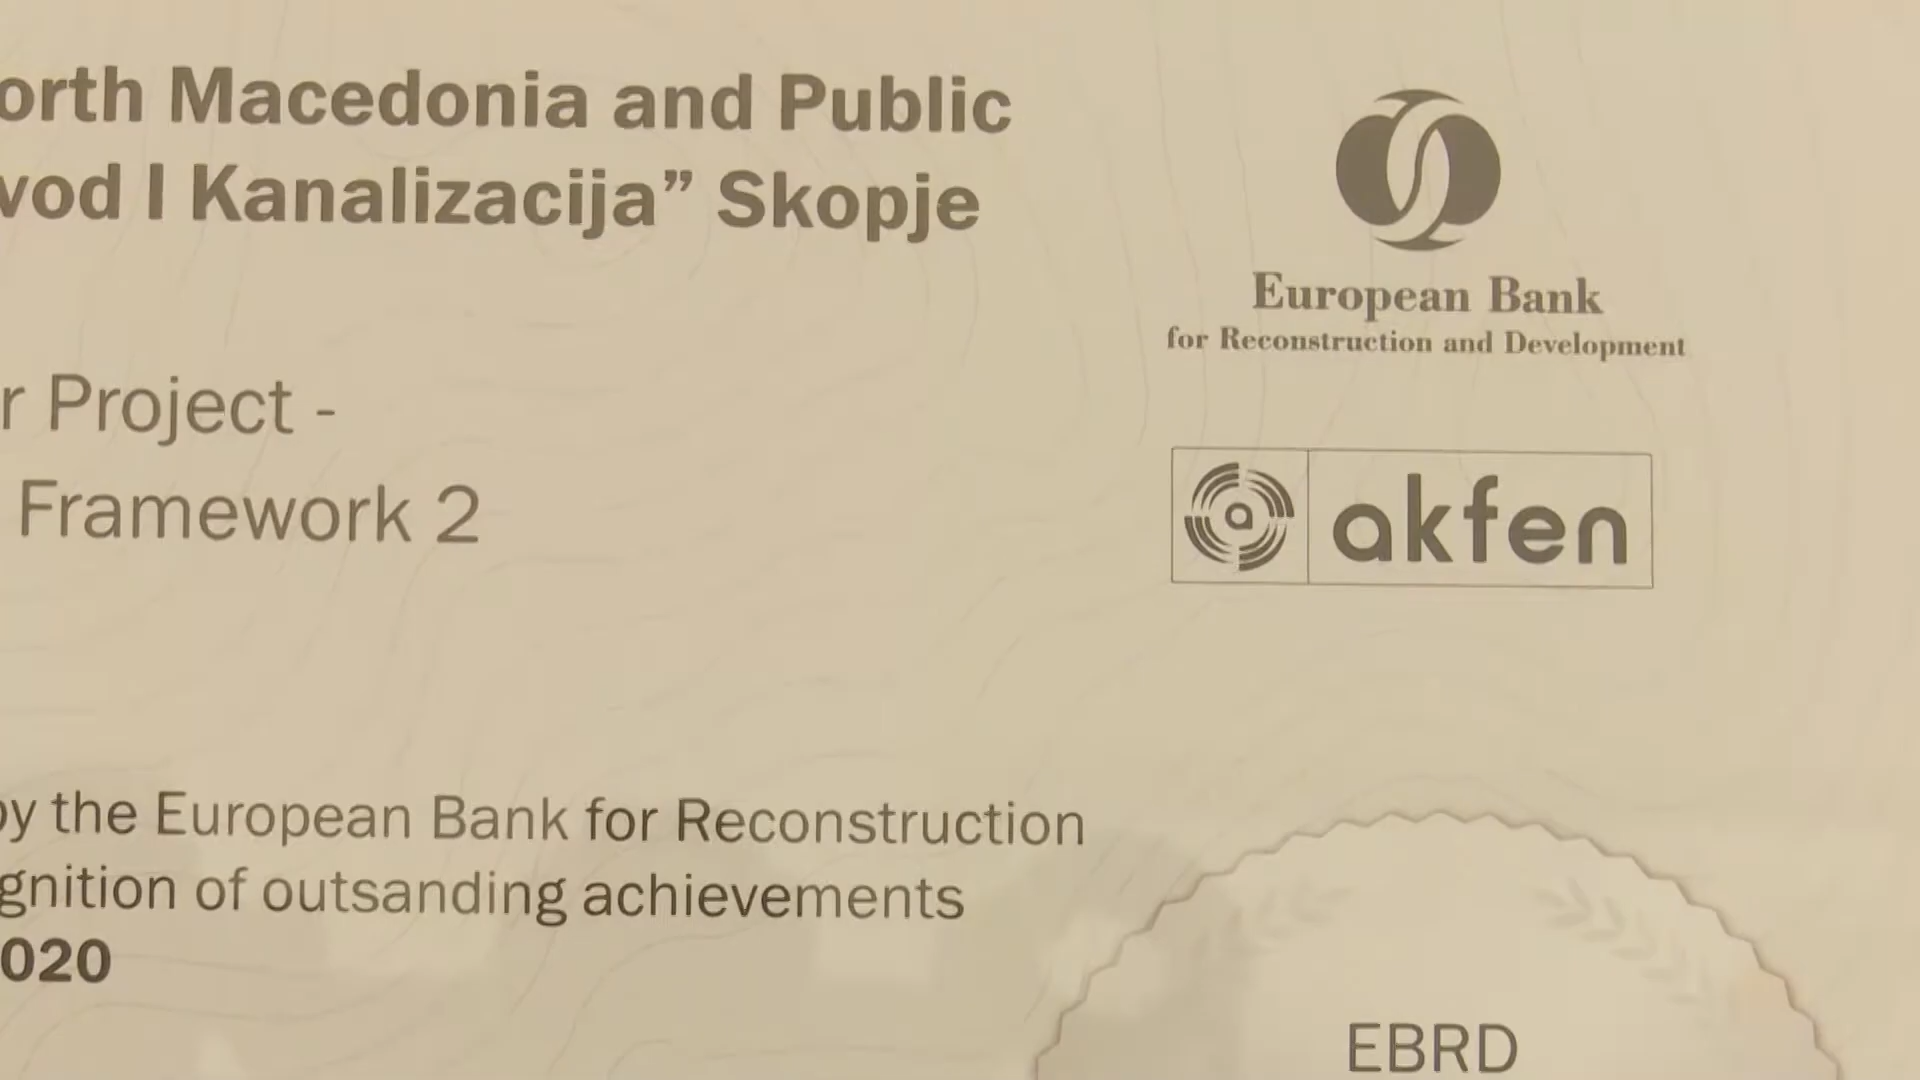 orth Macedonia and Public
vod I Kanalizacija” Skopje
r Project -
Framework 2
European Bank
for Reconstruction and Development
a akfen
by the European Bank for Reconstruction
gnition of outsanding achievements
020
EBRD